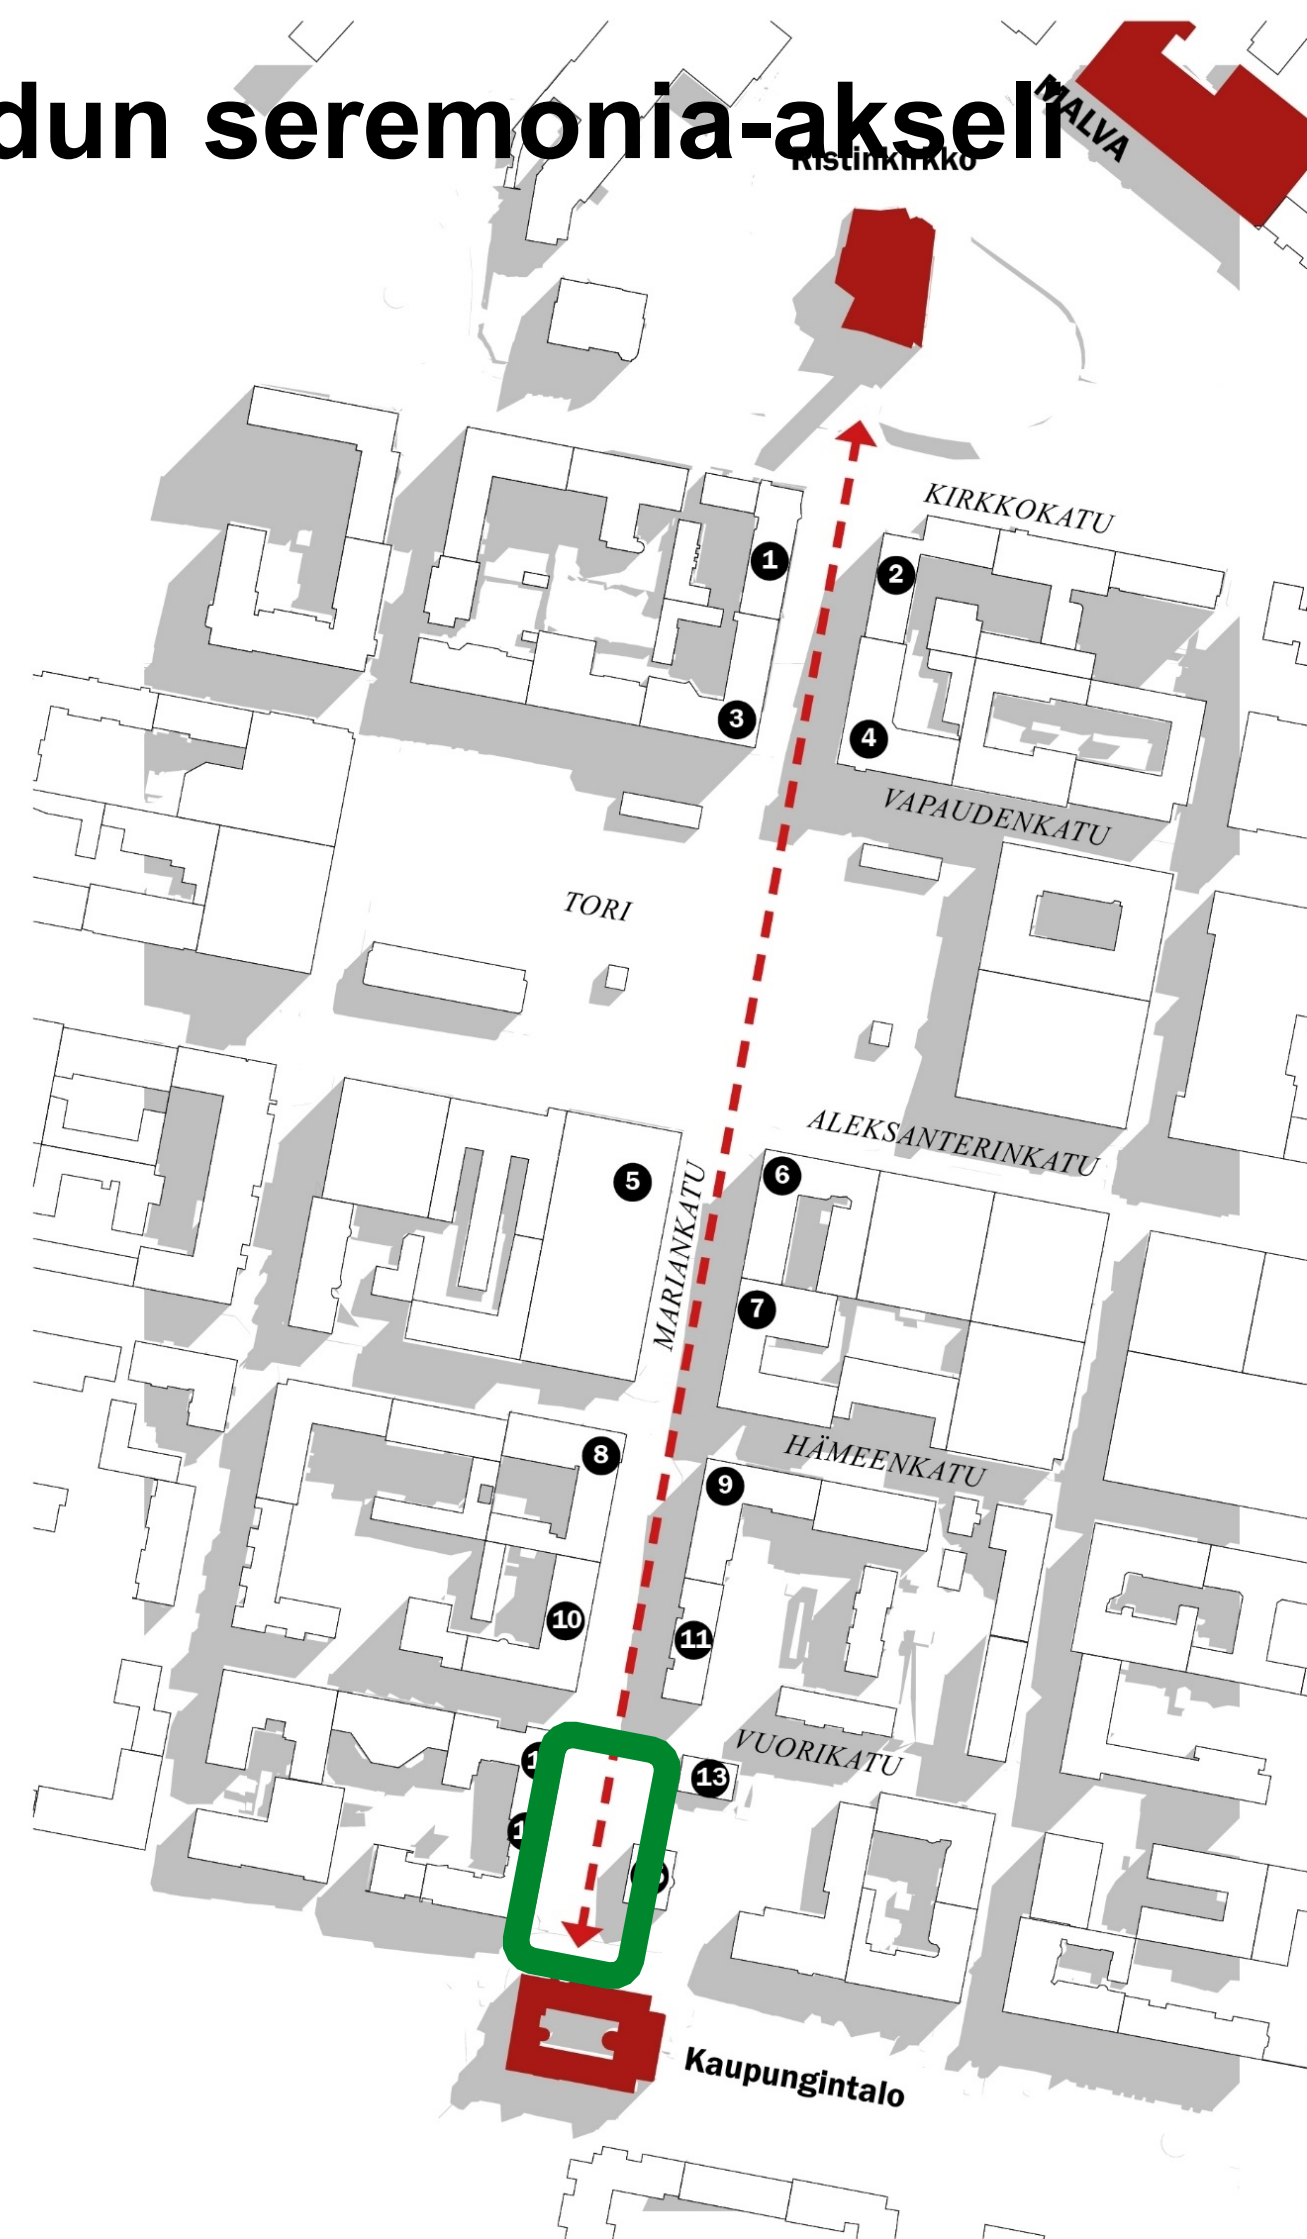 dun seremonia-akseli
MALVA
Ristinkirkko
KIRKKOKATU
1
2
3
4
VAPAUDENKATU
TORI
ALEKSANTERINKATU
5
6
MARIANKATU
7
HÄMEENKATU
8
9
10
11
VUORIKATU
13
Kaupungintalo